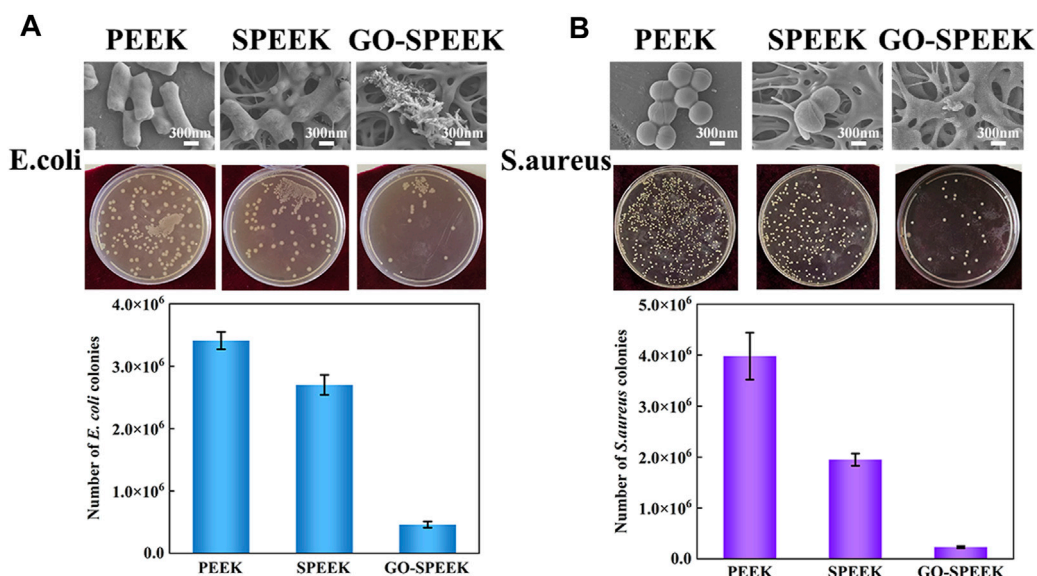 A
PEEK SPEEK GO-SPEEK
300nm 300nm 300nm
E.coli
4.0×10⁶
3.0×10⁶
2.0×10⁶
1.0×10⁶
0.0
Number of E. coli colonies
PEEK SPEEK GO-SPEEK
B
PEEK SPEEK GO-SPEEK
300nm 300nm 300nm
S.aureus
5.0×10⁶
4.0×10⁶
3.0×10⁶
2.0×10⁶
1.0×10⁶
0.0
Number of S.aureus colonies
PEEK SPEEK GO-SPEEK